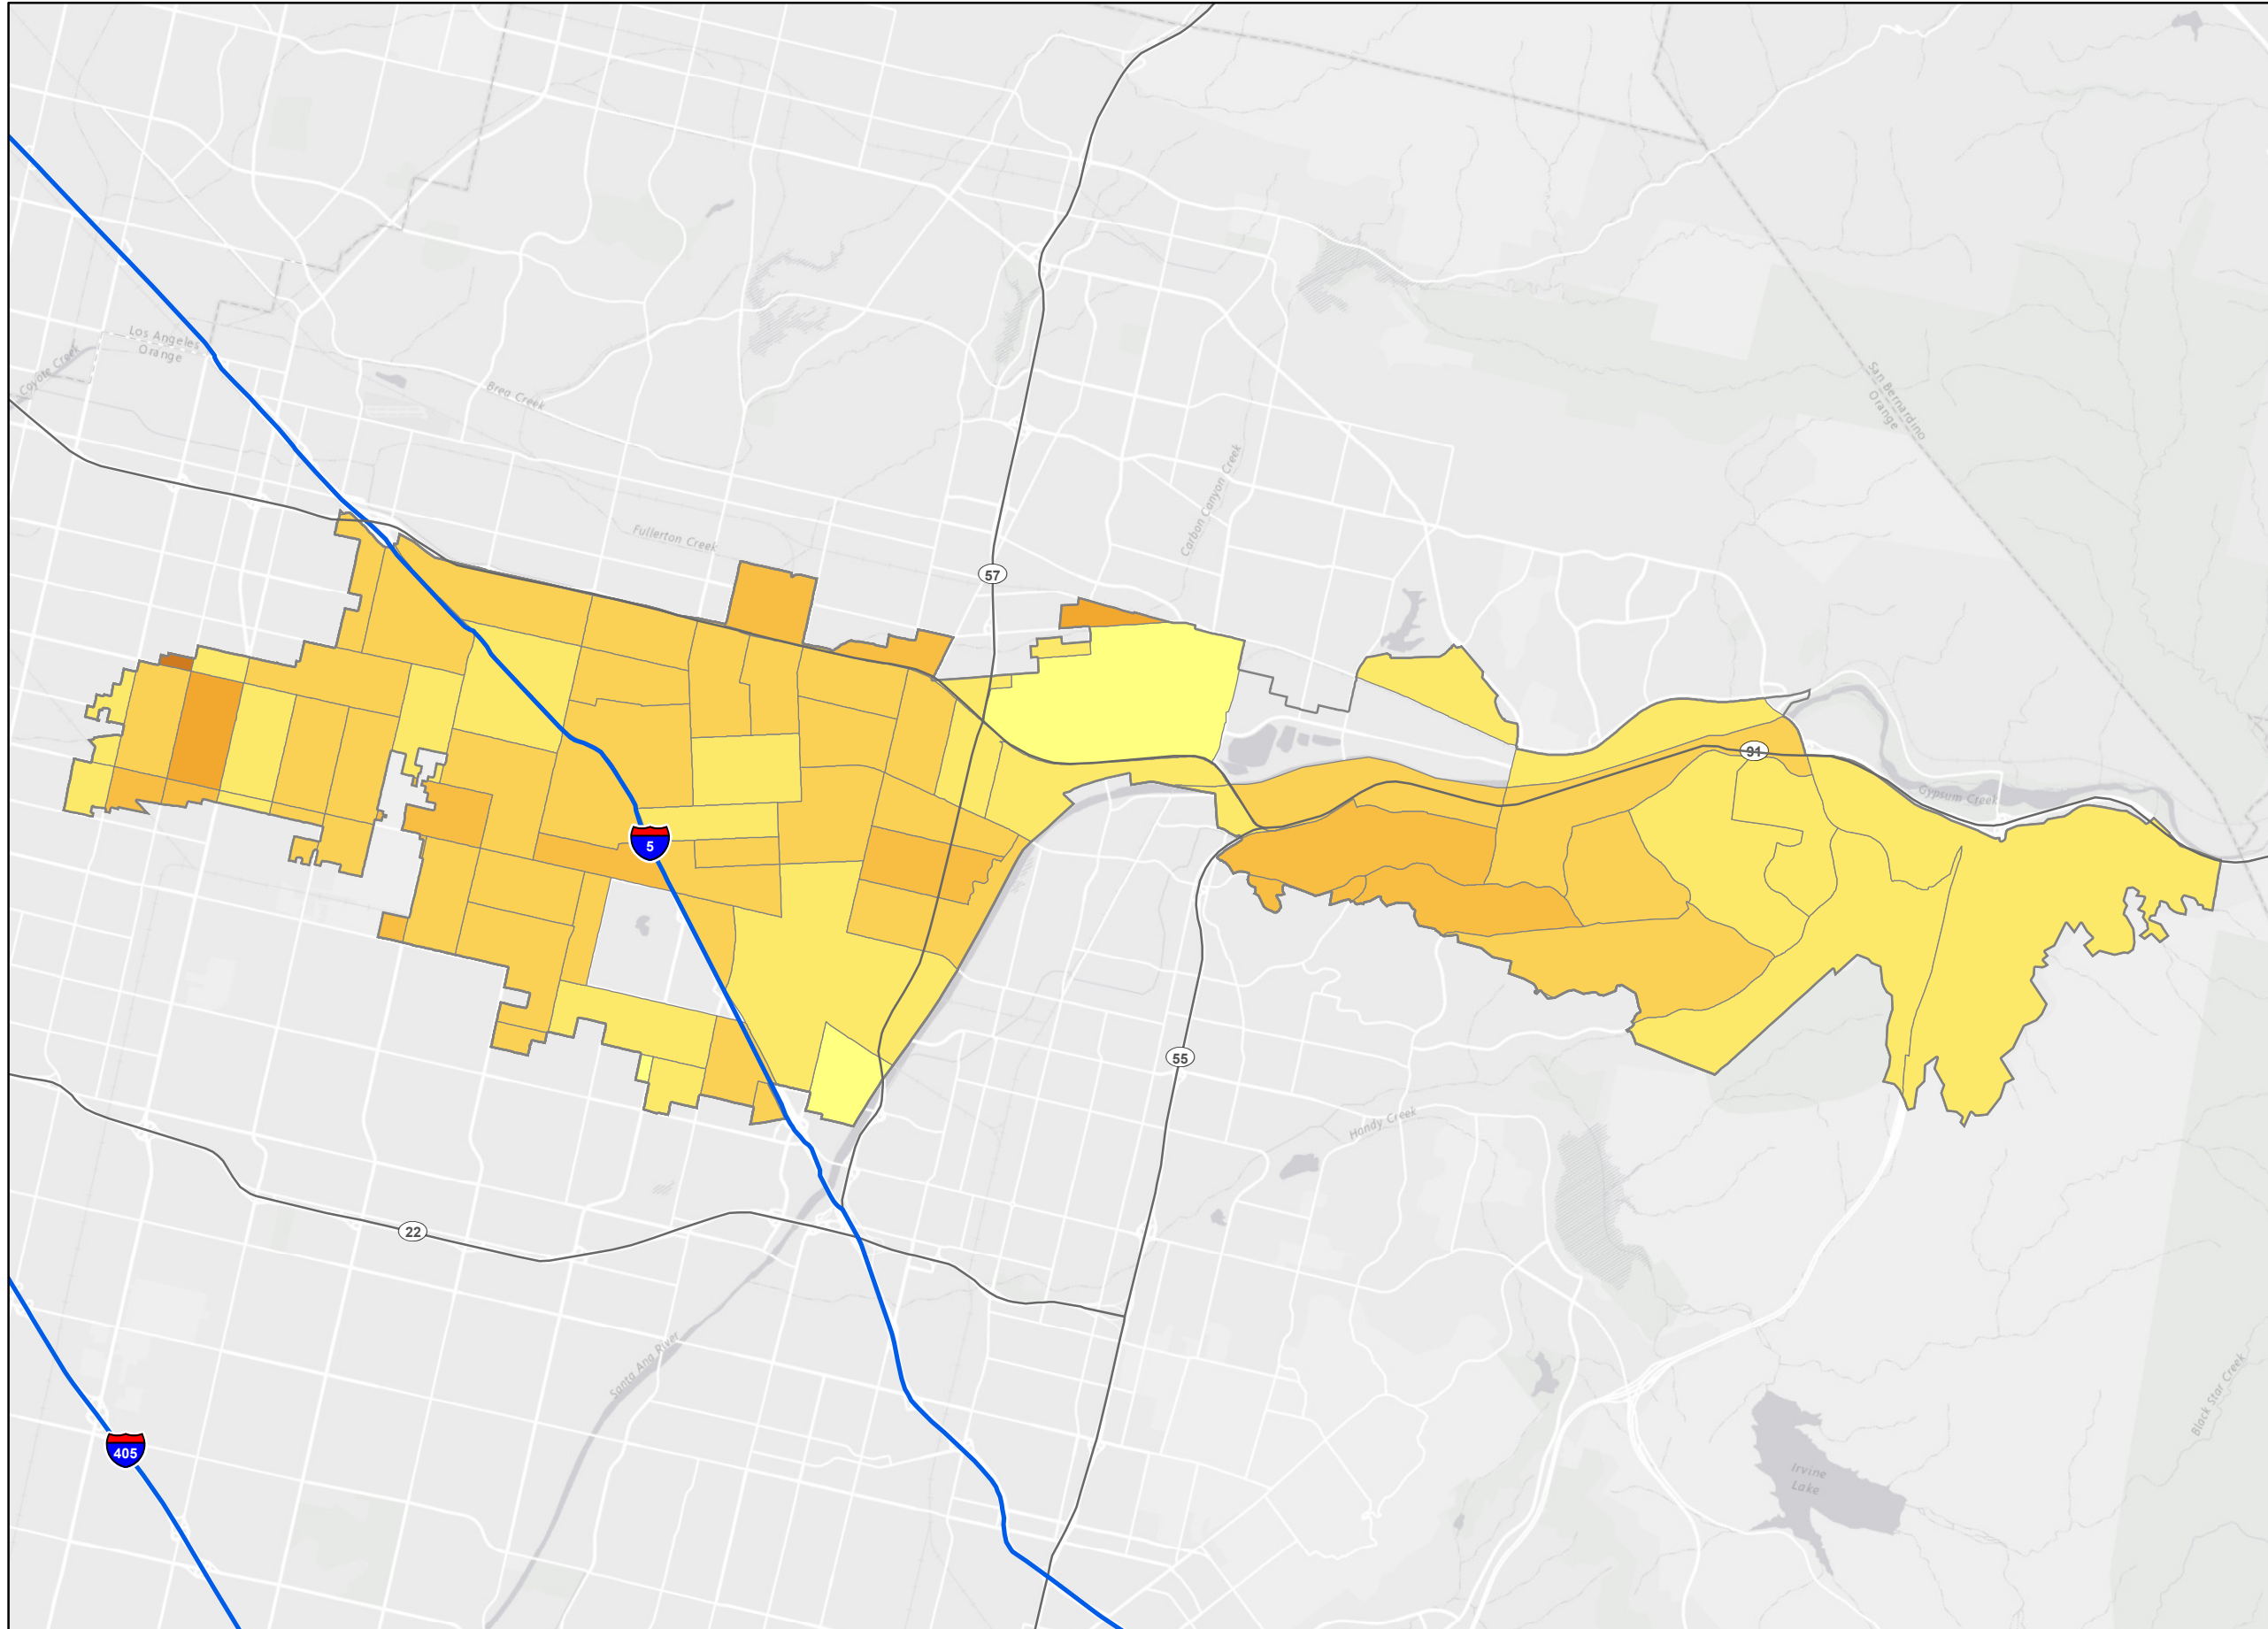 Los Angeles
Orange
Coyote Creek
Brea Creek
San Bernardino
Orange
Carbon Canyon Creek
Fullerton Creek
57
91
Gypsum Creek
5
55
Handy Creek
22
Santa Ana River
Black Star Creek
405
Irvine
Lake